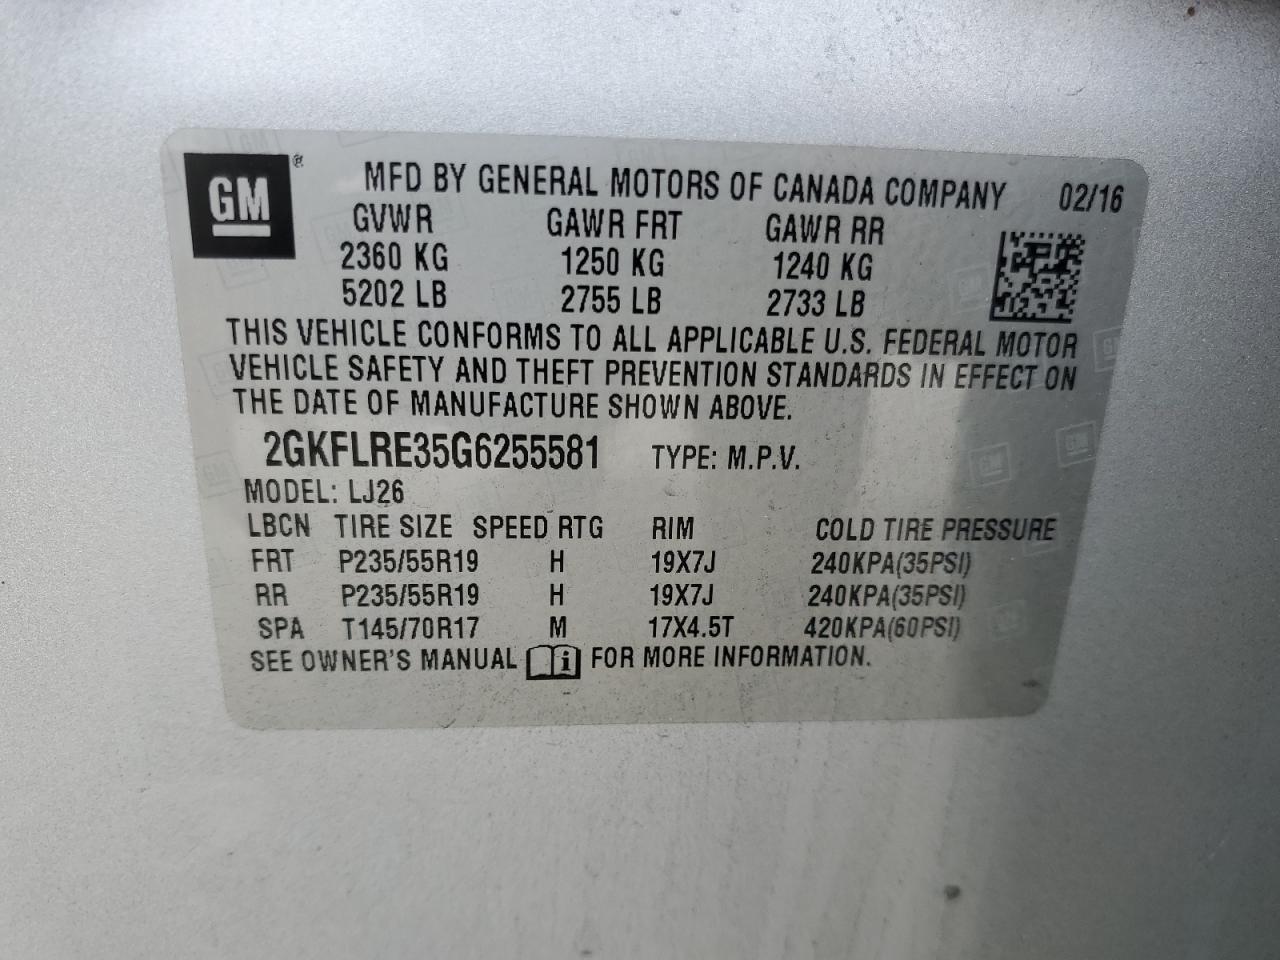 GM®
MFD BY GENERAL MOTORS OF CANADA COMPANY 02/16
GVWR GAWR FRT GAWR RR
2360 KG 1250 KG 1240 KG
5202 LB 2755 LB 2733 LB
THIS VEHICLE CONFORMS TO ALL APPLICABLE U.S. FEDERAL MOTOR
VEHICLE SAFETY AND THEFT PREVENTION STANDARDS IN EFFECT ON
THE DATE OF MANUFACTURE SHOWN ABOVE.
2GKFLRE35G6255581 TYPE: M.P.V.
MODEL: LJ26
LBCN TIRE SIZE SPEED RTG RIM COLD TIRE PRESSURE
FRT P235/55R19 H 19X7J 240KPA(35PSI)
RR P235/55R19 H 19X7J 240KPA(35PSI)
SPA T145/70R17 M 17X4.5T 420KPA(60PSI)
SEE OWNER'S MANUAL i FOR MORE INFORMATION.